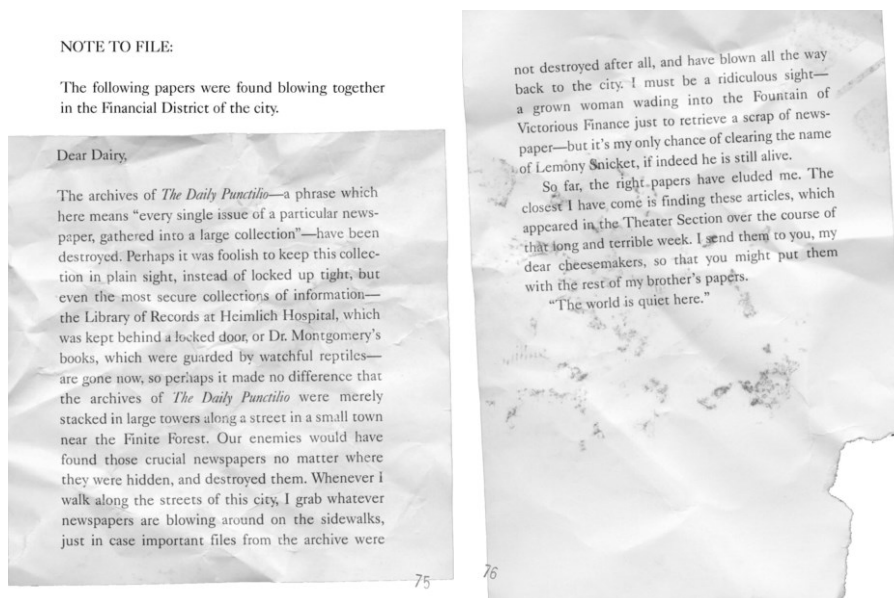 NOTE TO FILE:
The following papers were found blowing together
in the Financial District of the city.
Dear Dairy,
The archives of The Daily Punctilio—a phrase which
here means “every single issue of a particular news-
paper, gathered into a large collection”—have been
destroyed. Perhaps it was foolish to keep this collec-
tion in plain sight, instead of locked up tight, but
even the most secure collections of information—
the Library of Records at Heimlich Hospital, which
was kept behind a locked door, or Dr. Montgomery’s
books, which were guarded by watchful reptiles—
are gone now, so perhaps it made no difference that
the archives of The Daily Punctilio were merely
stacked in large towers along a street in a small town
near the Finite Forest. Our enemies would have
found those crucial newspapers no matter where
they were hidden, and destroyed them. Whenever I
walk along the streets of this city, I grab whatever
newspapers are blowing around on the sidewalks,
just in case important files from the archive were
75
not destroyed after all, and have blown all the way
back to the city. I must be a ridiculous sight—
a grown woman wading into the Fountain of
Victorious Finance just to retrieve a scrap of news-
paper—but it’s my only chance of clearing the name
of Lemony Snicket, if indeed he is still alive.
So far, the right papers have eluded me. The
closest I have come is finding these articles, which
appeared in the Theater Section over the course of
that long and terrible week. I send them to you, my
dear cheesemakers, so that you might put them
with the rest of my brother’s papers.
“The world is quiet here.”
76